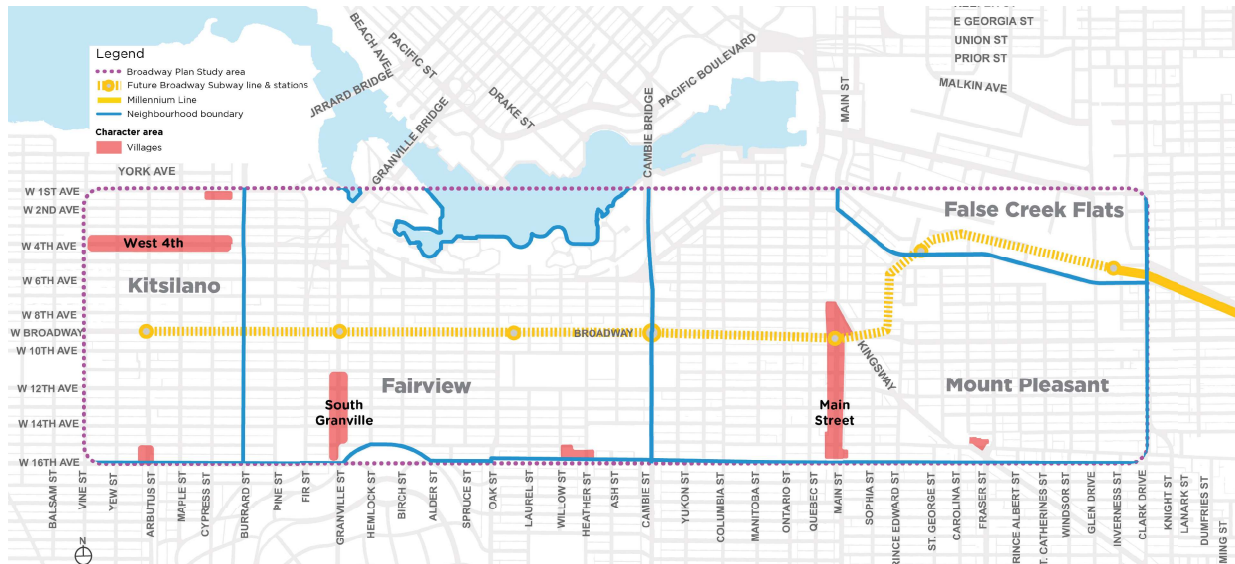 E GEORGIA ST
UNION ST
PRIOR ST
MALKIN AVE
MAIN ST
PACIFIC BOULEVARD
CAMBIE BRIDGE
BEACH AVE
PACIFIC ST
DRAKE ST
URRARD BRIDGE
GRANVILLE BRIDGE
Legend
Broadway Plan Study area
Future Broadway Subway line & stations
Millennium Line
Neighbourhood boundary
Character area
Villages
YORK AVE
W 1ST AVE
W 2ND AVE
W 4TH AVE
W 6TH AVE
W 8TH AVE
W BROADWAY
W 10TH AVE
W 12TH AVE
W 14TH AVE
W 16TH AVE
West 4th
Kitsilano
False Creek Flats
BROADWAY
KINGSWAY
Fairview
Mount Pleasant
South
Granville
Main
Street
N
BALSAM ST
VINE ST
YEW ST
ARBUTUS ST
MAPLE ST
CYPRESS ST
BURRARD ST
PINE ST
FIR ST
GRANVILLE ST
HEMLOCK ST
BIRCH ST
ALDER ST
SPRUCE ST
OAK ST
LAUREL ST
WILLOW ST
HEATHER ST
ASH ST
CAMBIE ST
YUKON ST
COLUMBIA ST
MANITOBA ST
ONTARIO ST
QUEBEC ST
MAIN ST
SOPHIA ST
RINCE EDWARD ST
ST. GEORGE ST
CAROLINA ST
FRASER ST
RINCE ALBERT ST
T. CATHERINES ST
WINDSOR ST
GLEN DRIVE
INVERNESS ST
CLARK DRIVE
KNIGHT ST
LANARK ST
DUMFRIES ST
MING ST